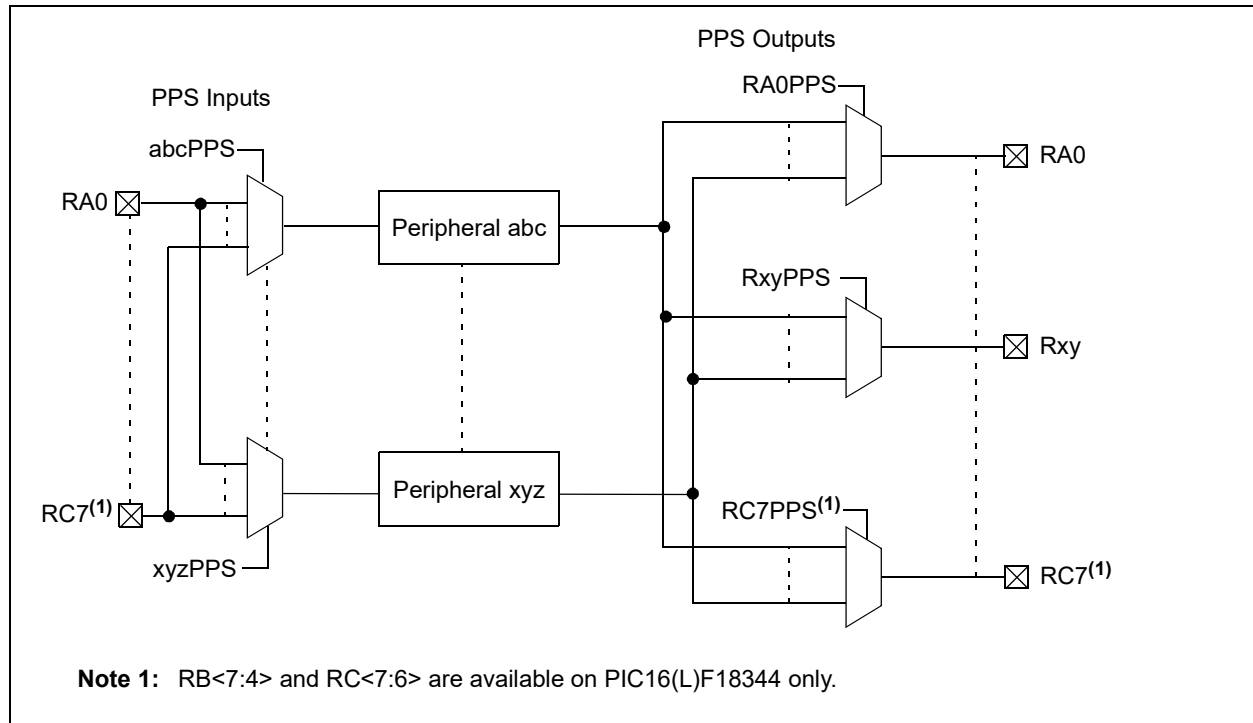 PPS Outputs
RA0PPS
PPS Inputs
abcPPS
RA0
RA0
Peripheral abc
RxyPPS
Rxy
Peripheral xyz
RC7(1)
RC7PPS(1)
xyzPPS
RC7(1)
Note 1: RB<7:4> and RC<7:6> are available on PIC16(L)F18344 only.